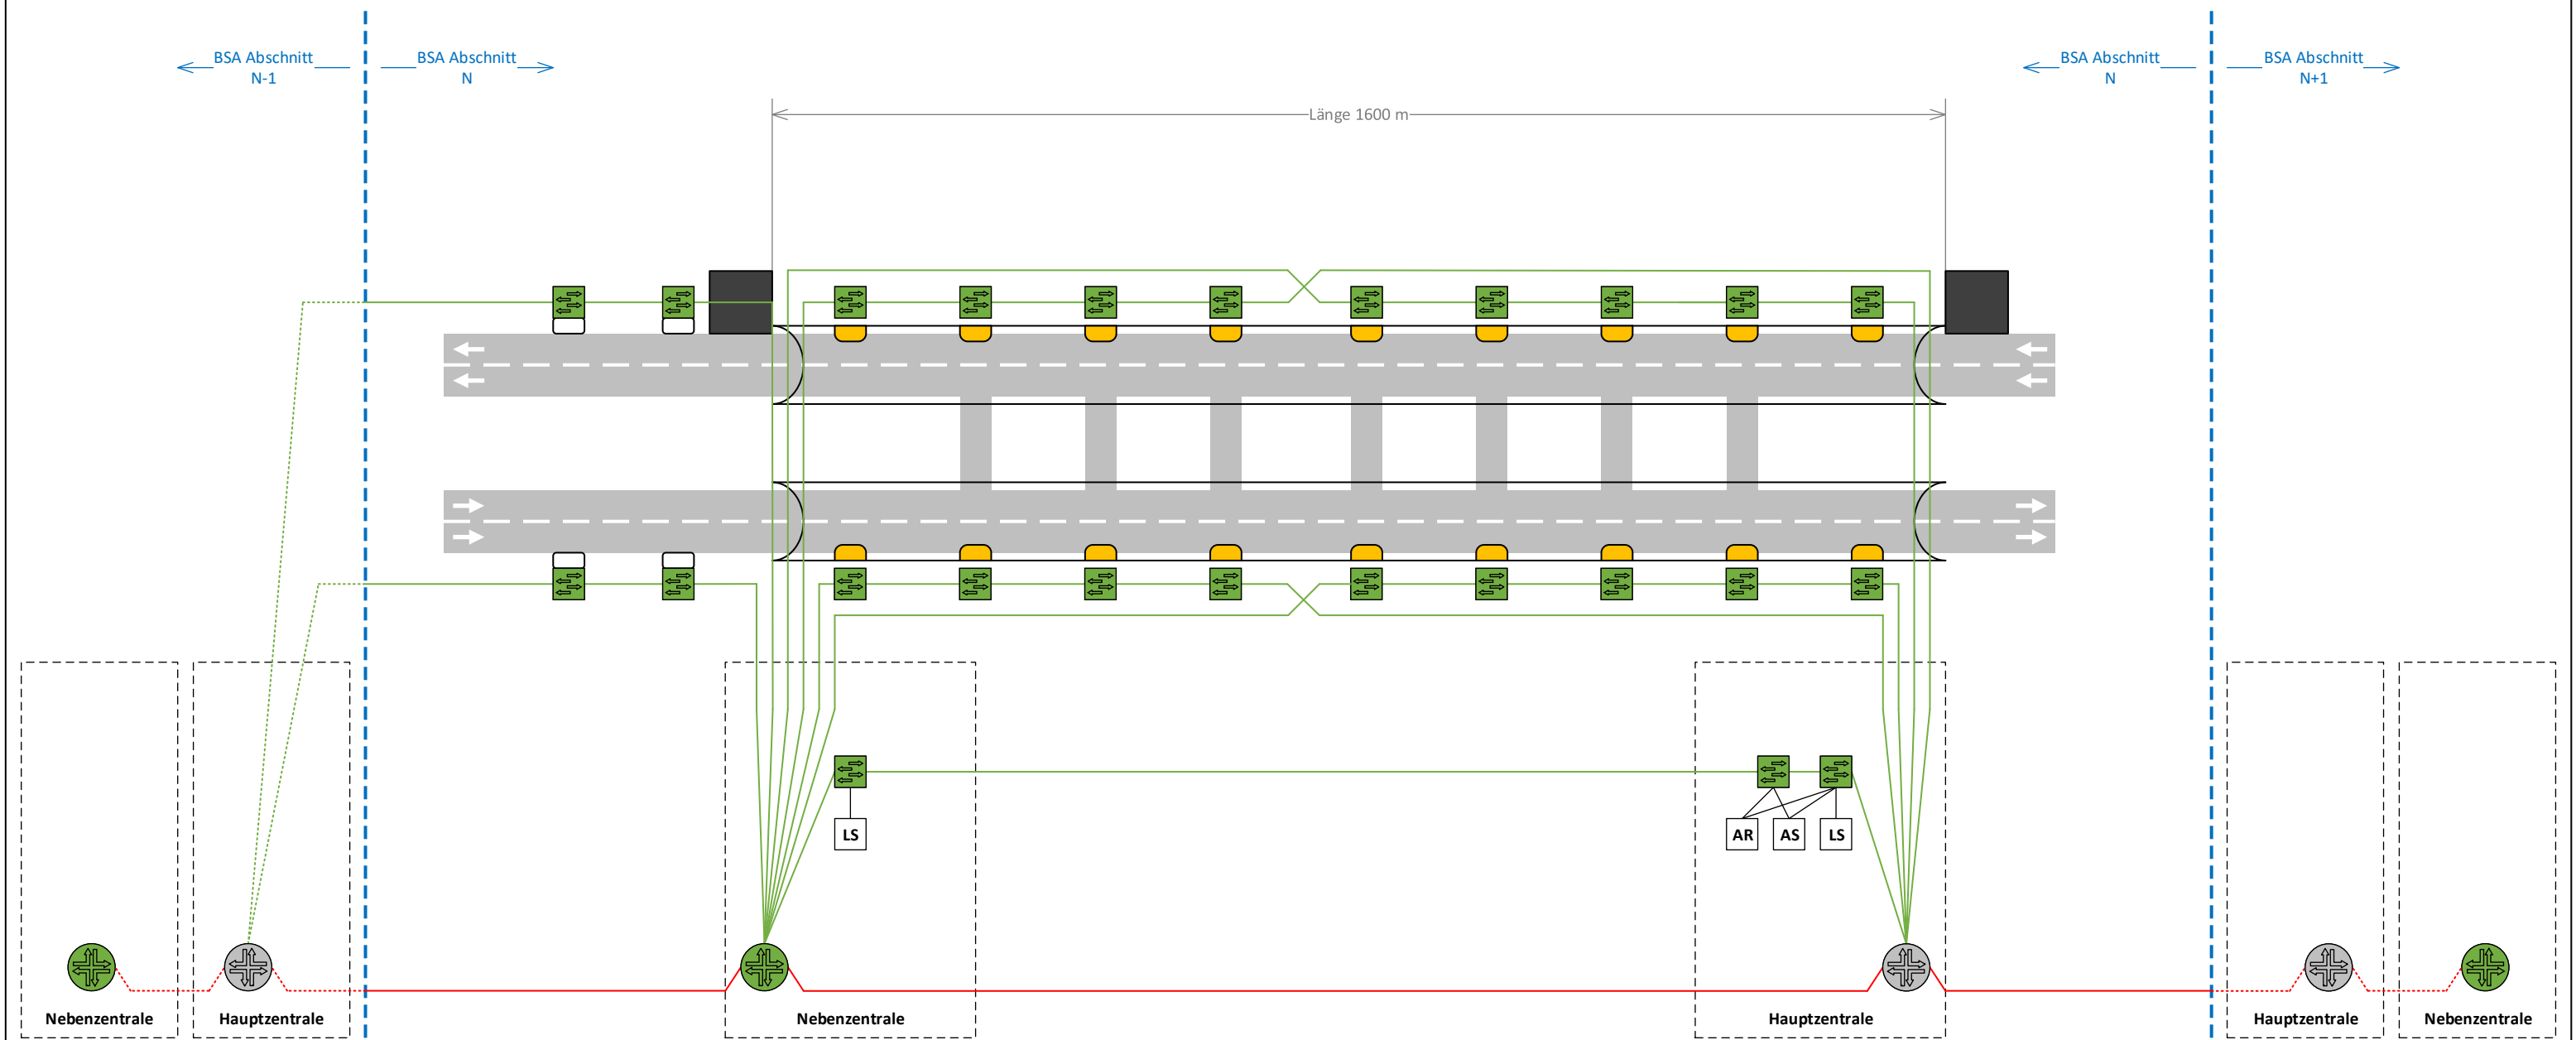 BSA Abschnitt
N-1
BSA Abschnitt
N
BSA Abschnitt
N
BSA Abschnitt
N+1
Länge 1600 m
LS
AR
AS
LS
Nebenzentrale
Hauptzentrale
Nebenzentrale
Hauptzentrale
Hauptzentrale
Nebenzentrale